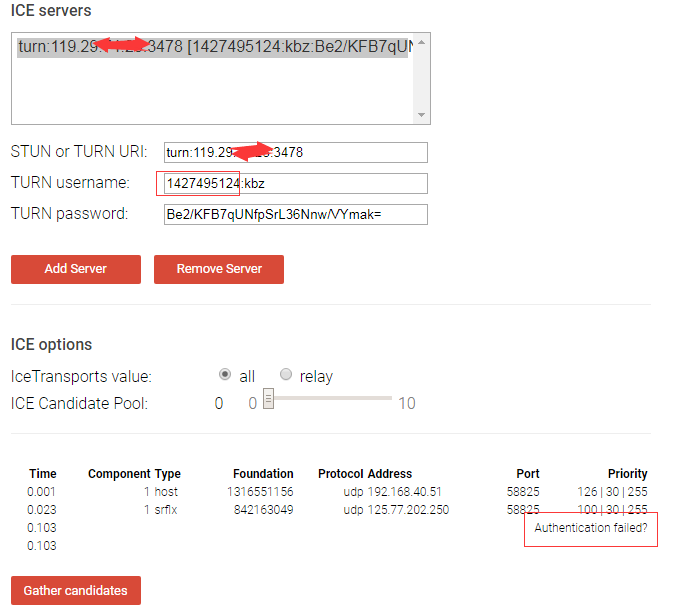 ICE servers
turn:119.29. 3478 [1427495124:kbz:Be2/KFB7qUN
STUN or TURN URI: turn:119.29. :3478
TURN username: 1427495124:kbz
TURN password: Be2/KFB7qUNfpSrL36Nnw/VYmak=
Add Server Remove Server
ICE options
IceTransports value: all relay
ICE Candidate Pool: 0 0 10
Time Component Type Foundation Protocol Address Port Priority
0.001 1 host 1316551156 udp 192.168.40.51 58825 126 | 30 | 255
0.023 1 srflx 842163049 udp 125.77.202.250 58825 100 | 30 | 255
0.103 Authentication failed?
0.103
Gather candidates